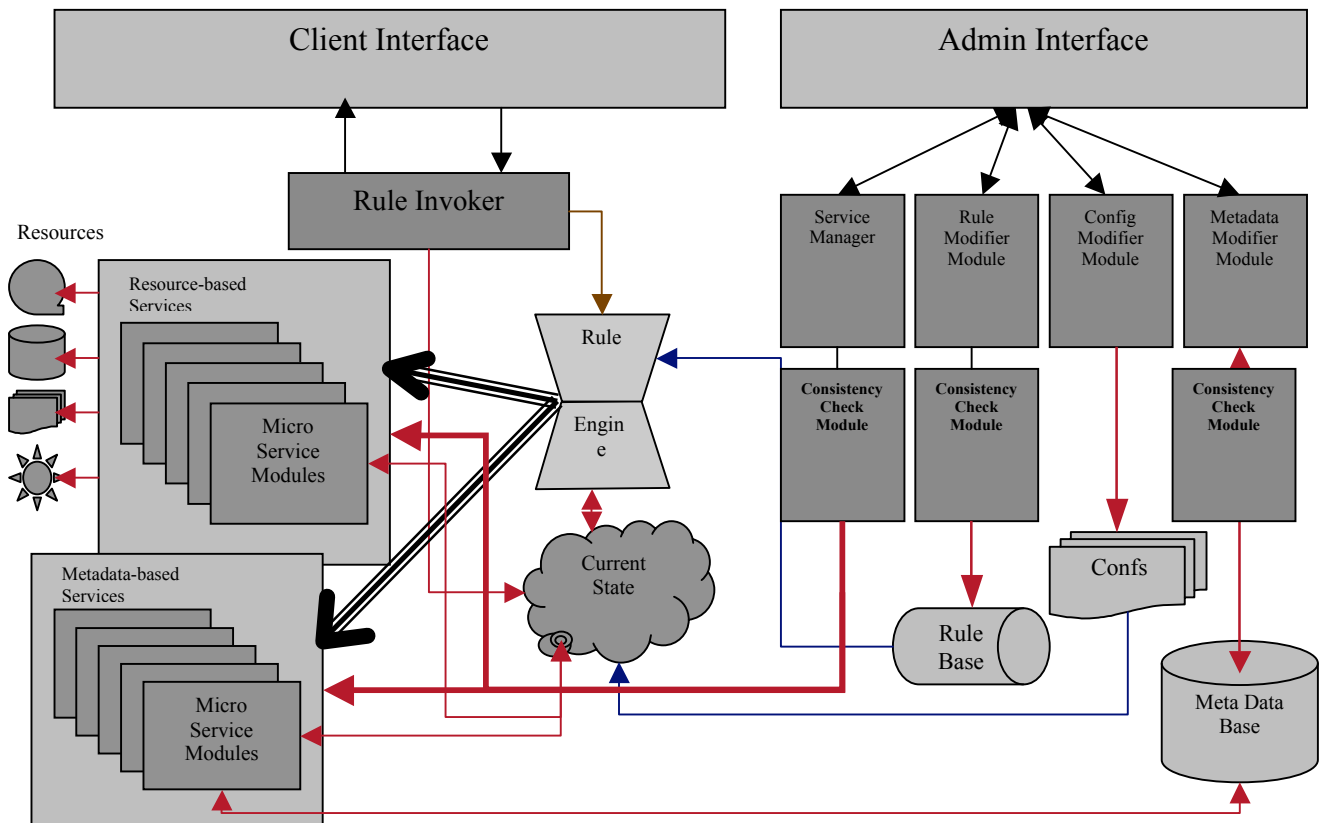 Client Interface
Admin Interface
Rule Invoker
Service
Manager
Rule
Modifier
Module
Config
Modifier
Module
Metadata
Modifier
Module
Resources
Resource-based
Services
Micro
Service
Modules
Rule
Engin
e
Consistency
Check
Module
Consistency
Check
Module
Consistency
Check
Module
Current
State
Confs
Metadata-based
Services
Micro
Service
Modules
Rule
Base
Meta Data
Base